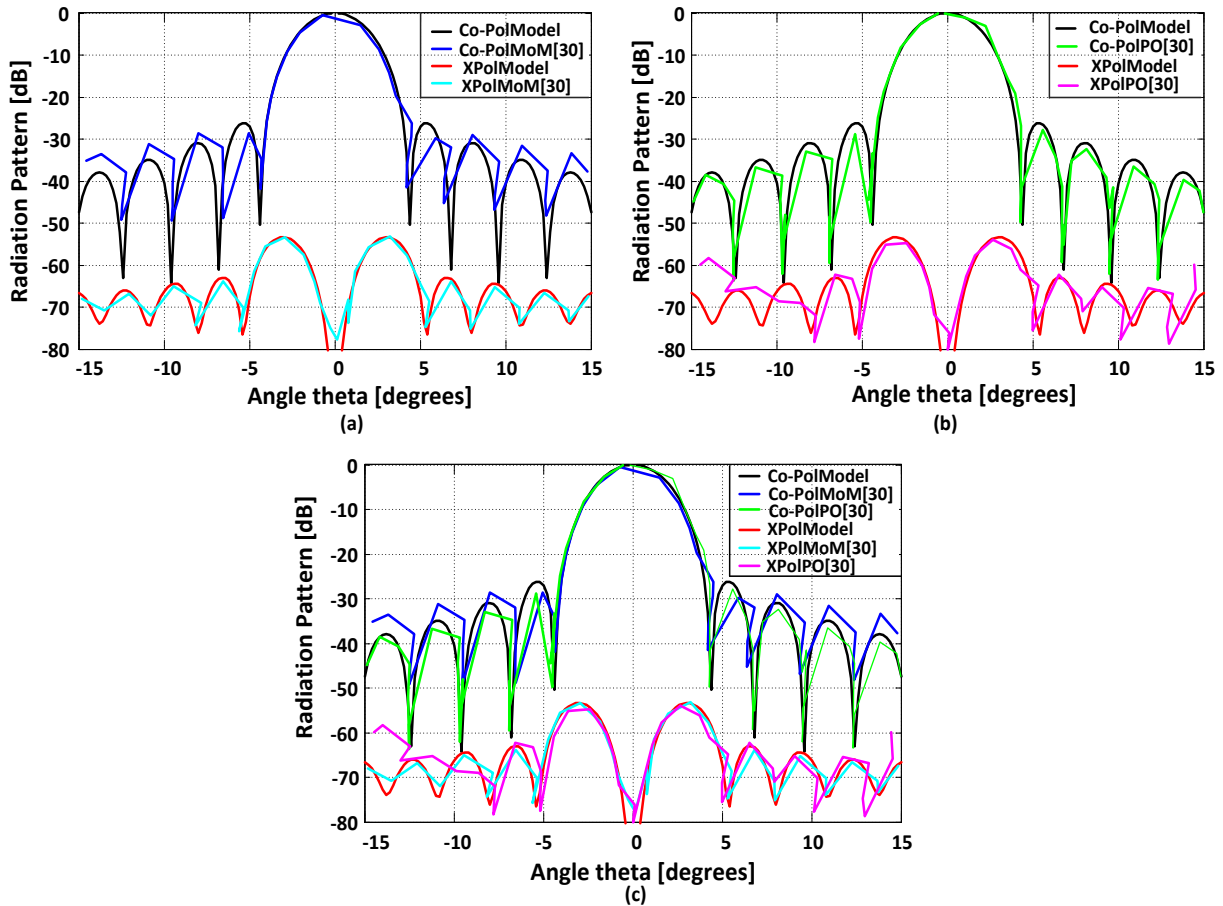 Radiation Pattern [dB]
0
-10
-20
-30
-40
-50
-60
-70
-80
-15
-10
-5
0
5
10
15
Angle theta [degrees]
(a)
Co-PolModel
Co-PolMoM[30]
XPolModel
XPolMoM[30]
Radiation Pattern [dB]
0
-10
-20
-30
-40
-50
-60
-70
-80
-15
-10
-5
0
5
10
15
Angle theta [degrees]
(b)
Co-PolModel
Co-PolPO[30]
XPolModel
XPolPO[30]
Radiation Pattern [dB]
0
-10
-20
-30
-40
-50
-60
-70
-80
-15
-10
-5
0
5
10
15
Angle theta [degrees]
(c)
Co-PolModel
Co-PolMoM[30]
Co-PolPO[30]
XPolModel
XPolMoM[30]
XPolPO[30]